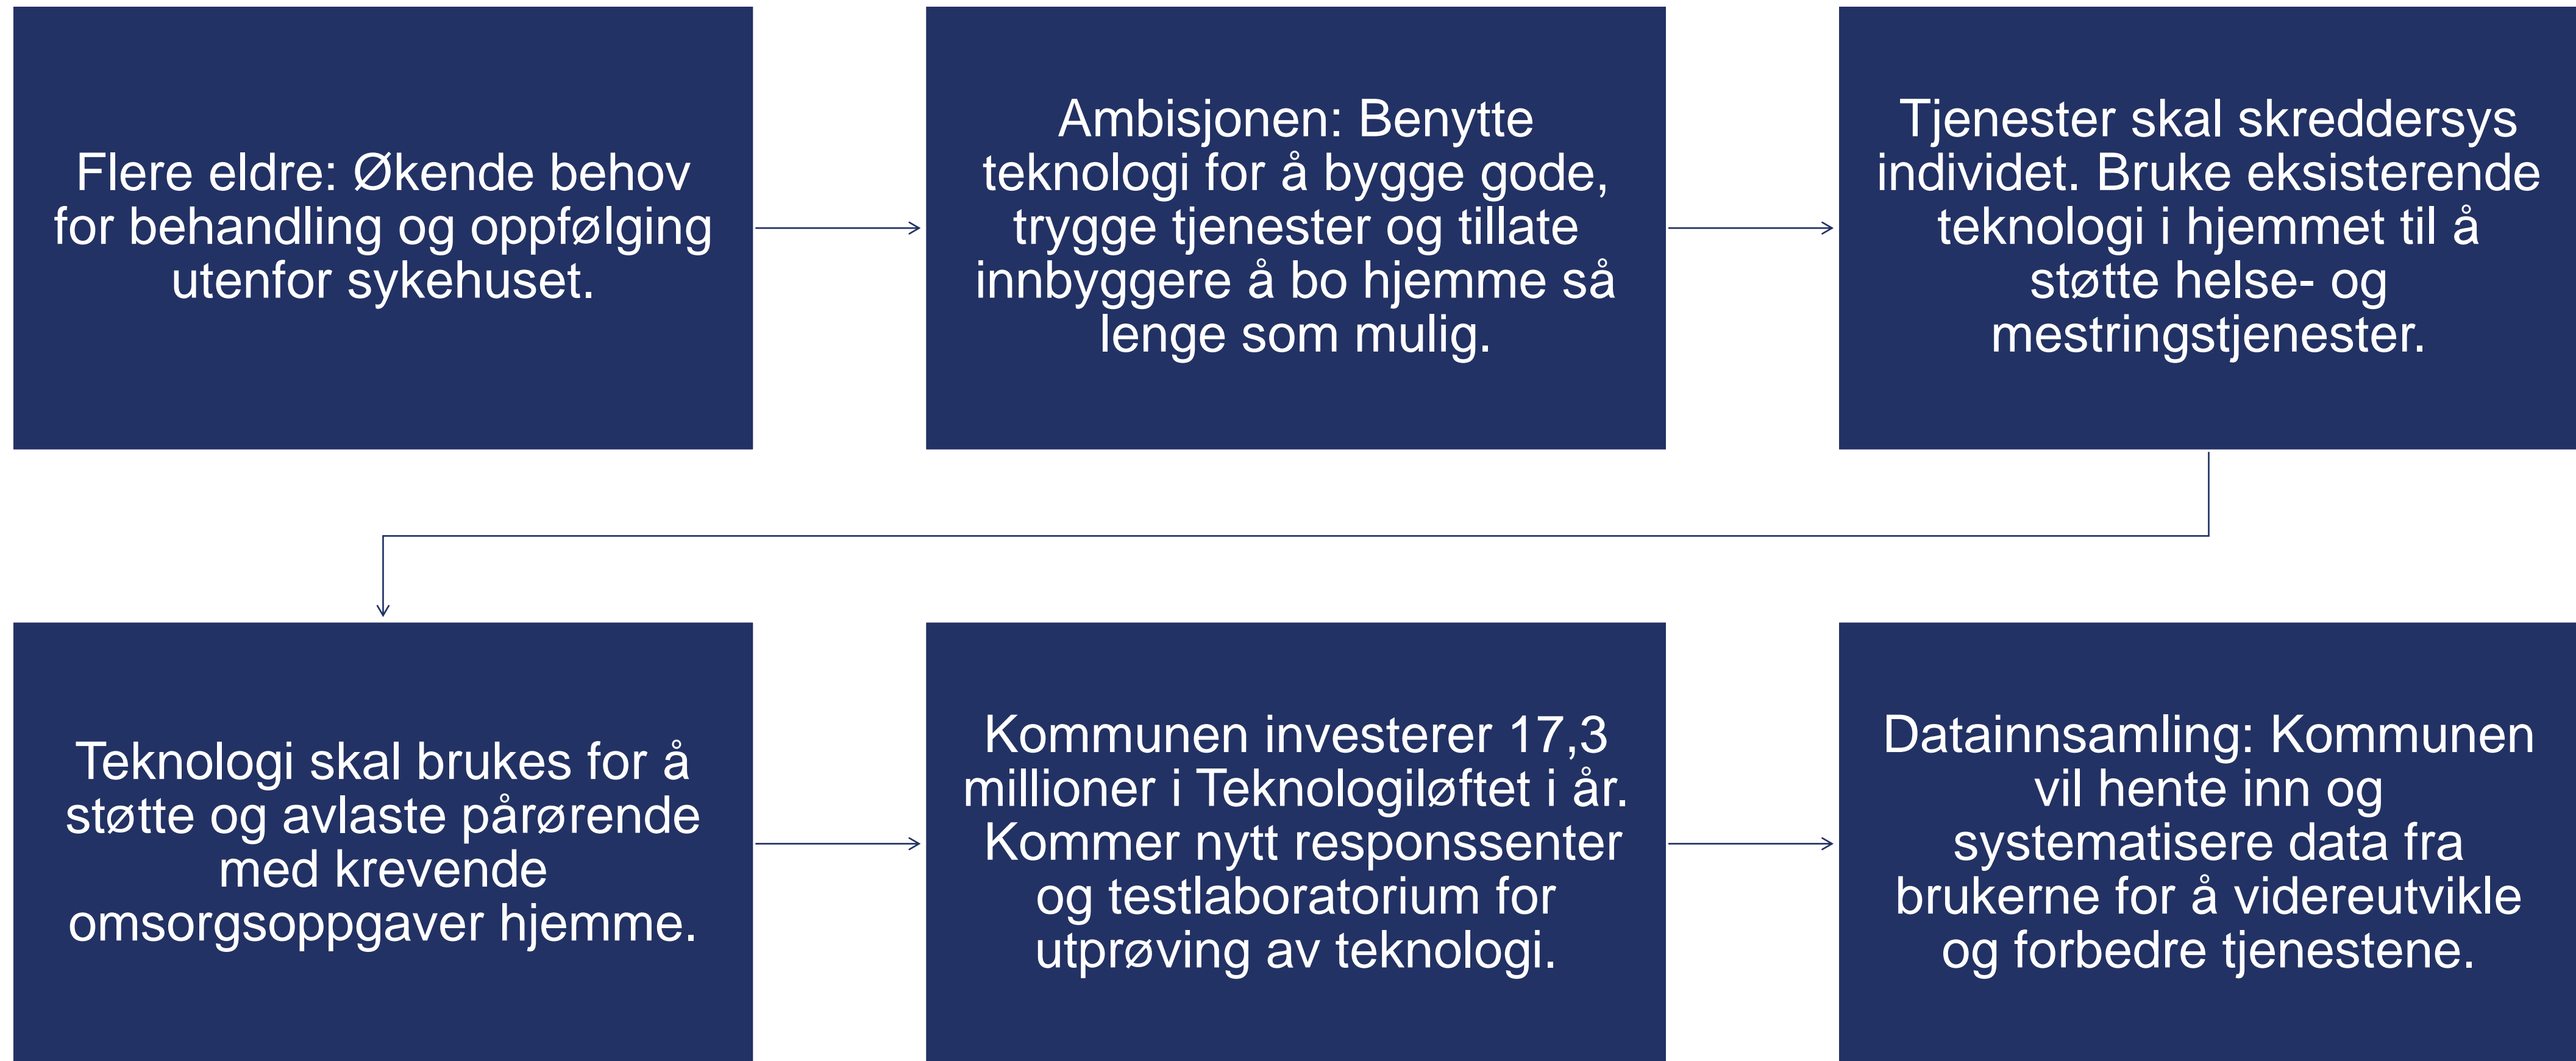 Flere eldre: Økende behov
for behandling og oppfølging
utenfor sykehuset.
Ambisjonen: Benytte
teknologi for å bygge gode,
trygge tjenester og tillate
innbyggere å bo hjemme så
lenge som mulig.
Tjenester skal skreddersys
individet. Bruke eksisterende
teknologi i hjemmet til å
støtte helse- og
mestringstjenester.
Teknologi skal brukes for å
støtte og avlaste pårørende
med krevende
omsorgsoppgaver hjemme.
Kommunen investerer 17,3
millioner i Teknologiløftet i år.
Kommer nytt responssenter
og testlaboratorium for
utprøving av teknologi.
Datainnsamling: Kommunen
vil hente inn og
systematisere data fra
brukerne for å videreutvikle
og forbedre tjenestene.